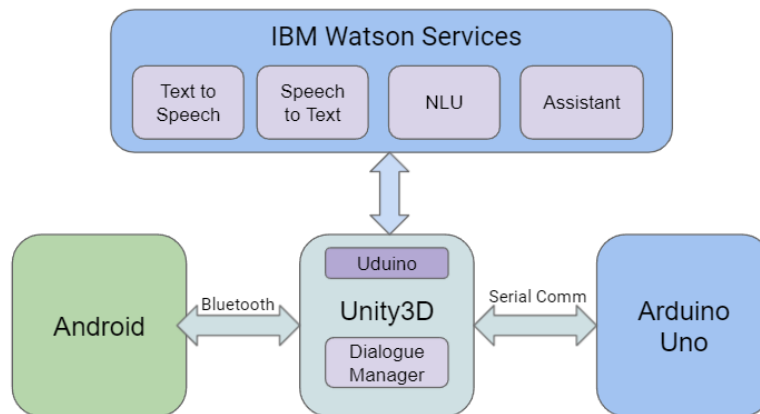 IBM Watson Services
Text to
Speech
Speech
to Text
NLU
Assistant
Uduino
Bluetooth
Serial Comm
Android
Unity3D
Arduino
Uno
Dialogue
Manager